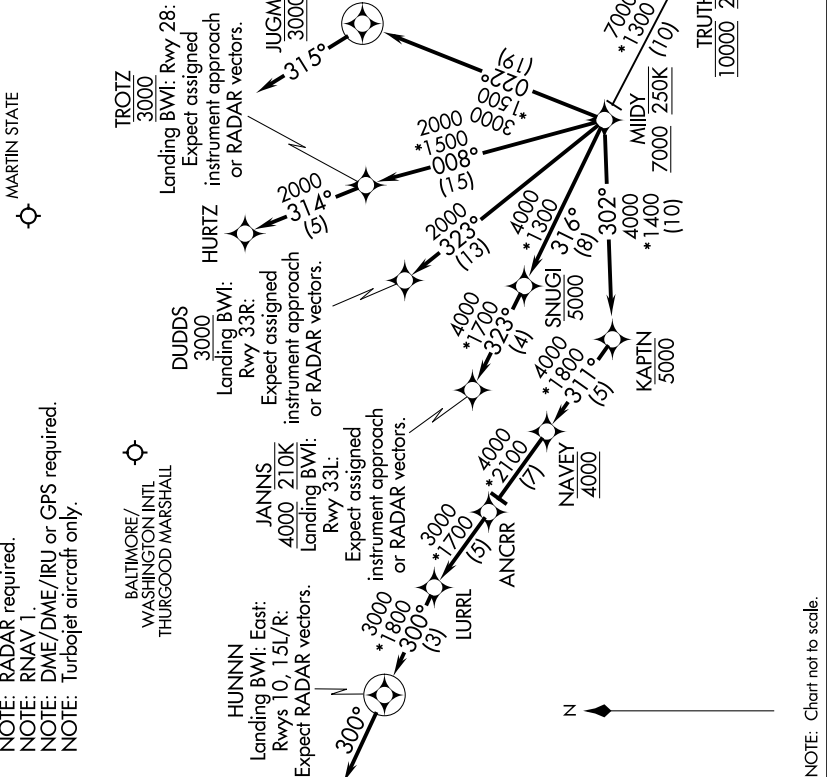 NOTE: RADAR required.
NOTE: RNAV 1.
NOTE: DME/DME/IRU or GPS required.
NOTE: Turbojet aircraft only.
MARTIN STATE
BALTIMORE/
WASHINGTON INTL
THURGOOD MARSHALL
TROTZ
3000
Landing BWI: Rwy 28:
Expect assigned
instrument approach
or RADAR vectors.
JUGM
3000
315°
HURTZ
2000
314°
(5)
2000
*1500
008°
(15)
3000
*1500
022°
(19)
7000
*1300
(10)
TRUTH
10000
MIIDY
7000 250K
DUDDS
3000
Landing BWI:
Rwy 33R:
Expect assigned
instrument approach
or RADAR vectors.
2000
323°
(13)
4000
*1300
316°
(8)
302°
4000
*1400
(10)
SNUGI
5000
4000
*1700
323°
(4)
KAPTN
5000
JANNS
4000 210K
Landing BWI:
Rwy 33L:
Expect assigned
instrument approach
or RADAR vectors.
4000
*1800
311°
(5)
NAVEY
4000
4000
*2100
(7)
ANCRR
3000
*1700
(5)
LURRL
3000
*1800
300°
(3)
HUNNN
Landing BWI: East:
Rwys 10, 15L/R:
Expect RADAR vectors.
300°
N
NOTE: Chart not to scale.